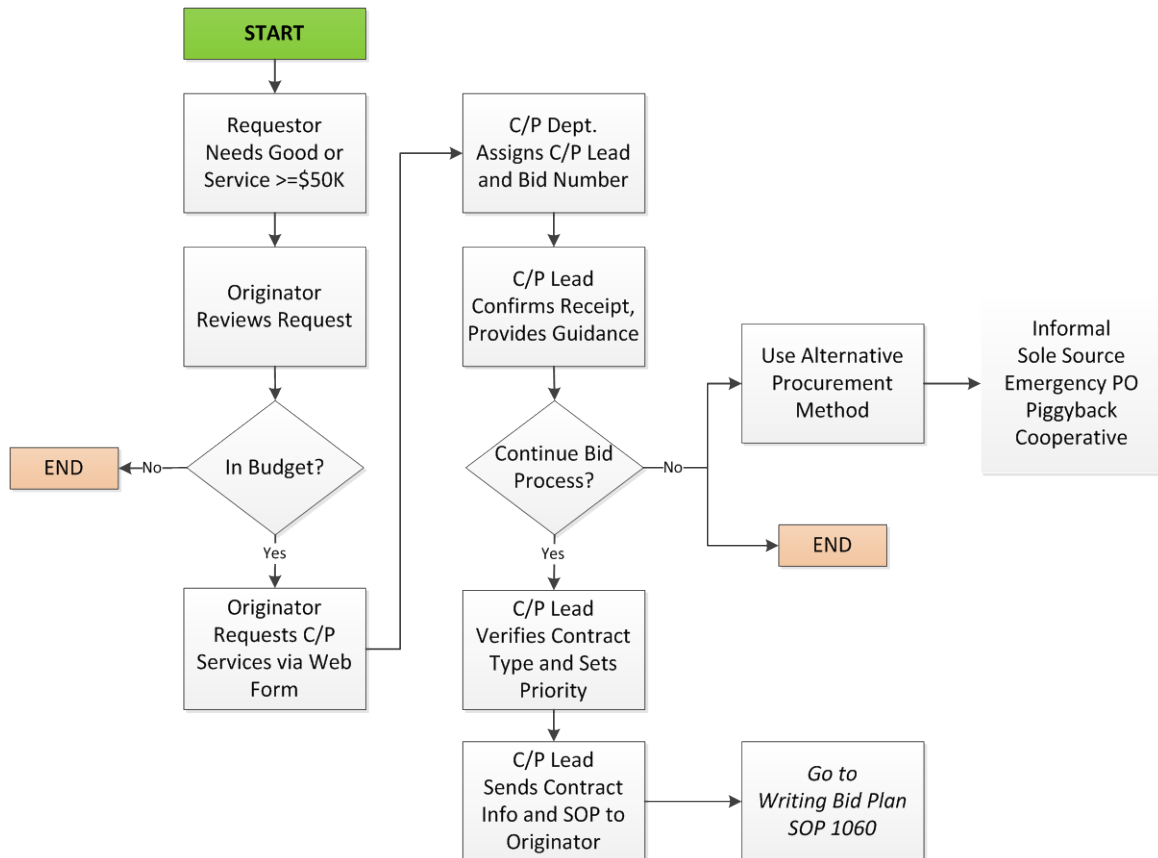 START
Requestor
Needs Good or
Service >=$50K
Originator
Reviews Request
In Budget?
No
END
Yes
Originator
Requests C/P
Services via Web
Form
C/P Dept.
Assigns C/P Lead
and Bid Number
C/P Lead
Confirms Receipt,
Provides Guidance
Continue Bid
Process?
No
Use Alternative
Procurement
Method
Informal
Sole Source
Emergency PO
Piggyback
Cooperative
END
Yes
C/P Lead
Verifies Contract
Type and Sets
Priority
C/P Lead
Sends Contract
Info and SOP to
Originator
Go to
Writing Bid Plan
SOP 1060